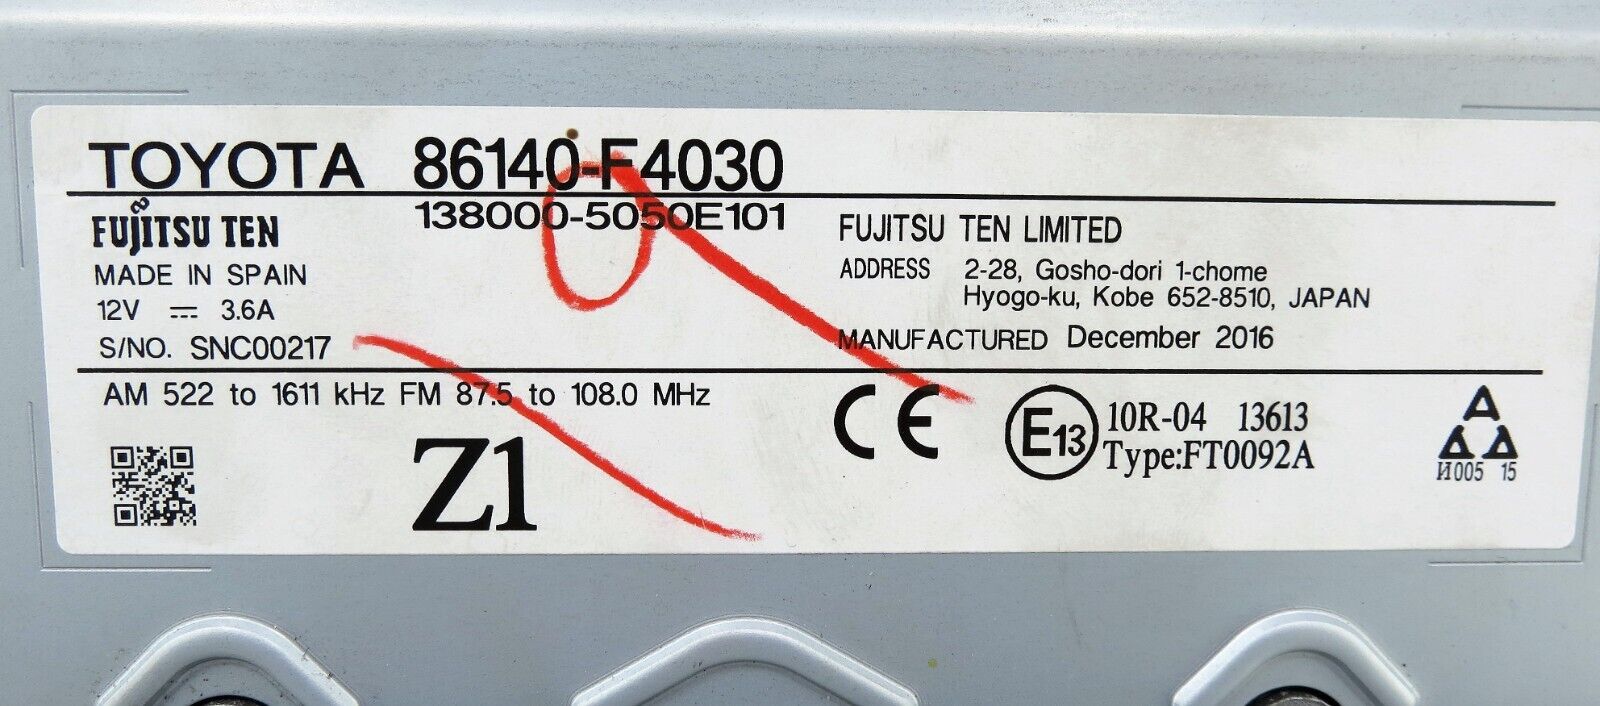 TOYOTA 86140-F4030
FUJITSU TEN 138000-5050E101
MADE IN SPAIN
12V ⎓ 3.6A
S/NO. SNC00217
FUJITSU TEN LIMITED
ADDRESS 2-28, Gosho-dori 1-chome
Hyogo-ku, Kobe 652-8510, JAPAN
MANUFACTURED December 2016
AM 522 to 1611 kHz FM 87.5 to 108.0 MHz
Z1
CE
E13 10R-04 13613
Type:FT0092A
A
И005 15